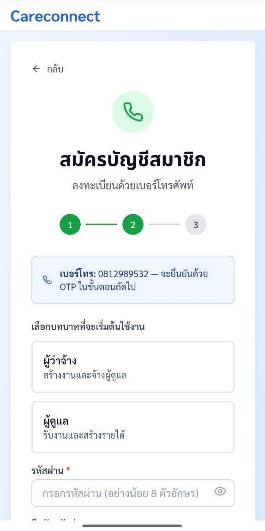 Careconnect
← กลับ
สมัครบัญชีสมาชิก
ลงทะเบียนด้วยเบอร์โทรศัพท์
1 2 3
เบอร์โทร: 0812989532 — จะยืนยันด้วย
OTP ในขั้นตอนถัดไป
เลือกบทบาทที่จะเริ่มต้นใช้งาน
ผู้ว่าจ้าง
สร้างงานและจ้างผู้ดูแล
ผู้ดูแล
รับงานและสร้างรายได้
รหัสผ่าน *
กรอกรหัสผ่าน (อย่างน้อย 8 ตัวอักษร)